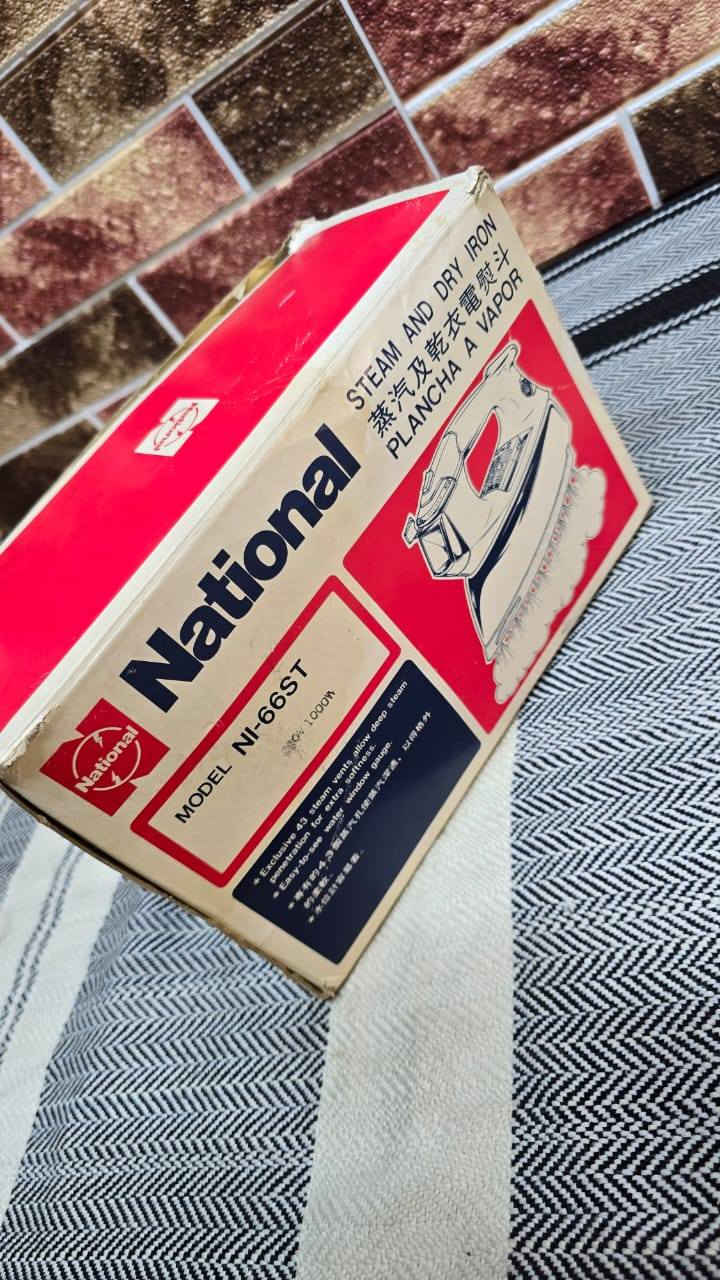 National
National
National
STEAM AND DRY IRON
蒸汽及乾衣電熨斗
PLANCHA A VAPOR
MODEL NI-66ST
1000W
* Exclusive 43 steam vents allow deep steam
penetration for extra softness.
* Easy-to-see water window gauge.